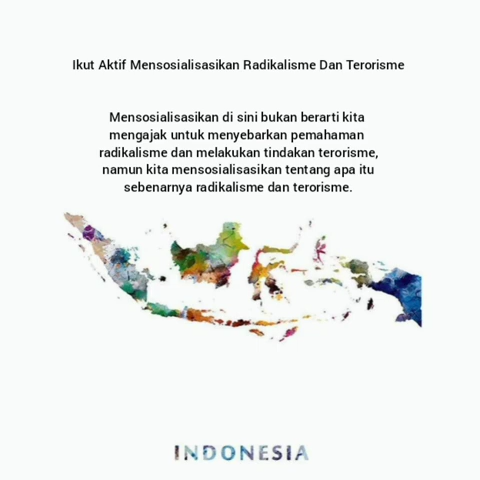 Ikut Aktif Mensosialisasikan Radikalisme Dan Terorisme
Mensosialisasikan di sini bukan berarti kita
mengajak untuk menyebarkan pemahaman
radikalisme dan melakukan tindakan terorisme,
namun kita mensosialisasikan tentang apa itu
sebenarnya radikalisme dan terorisme.
INDONESIA